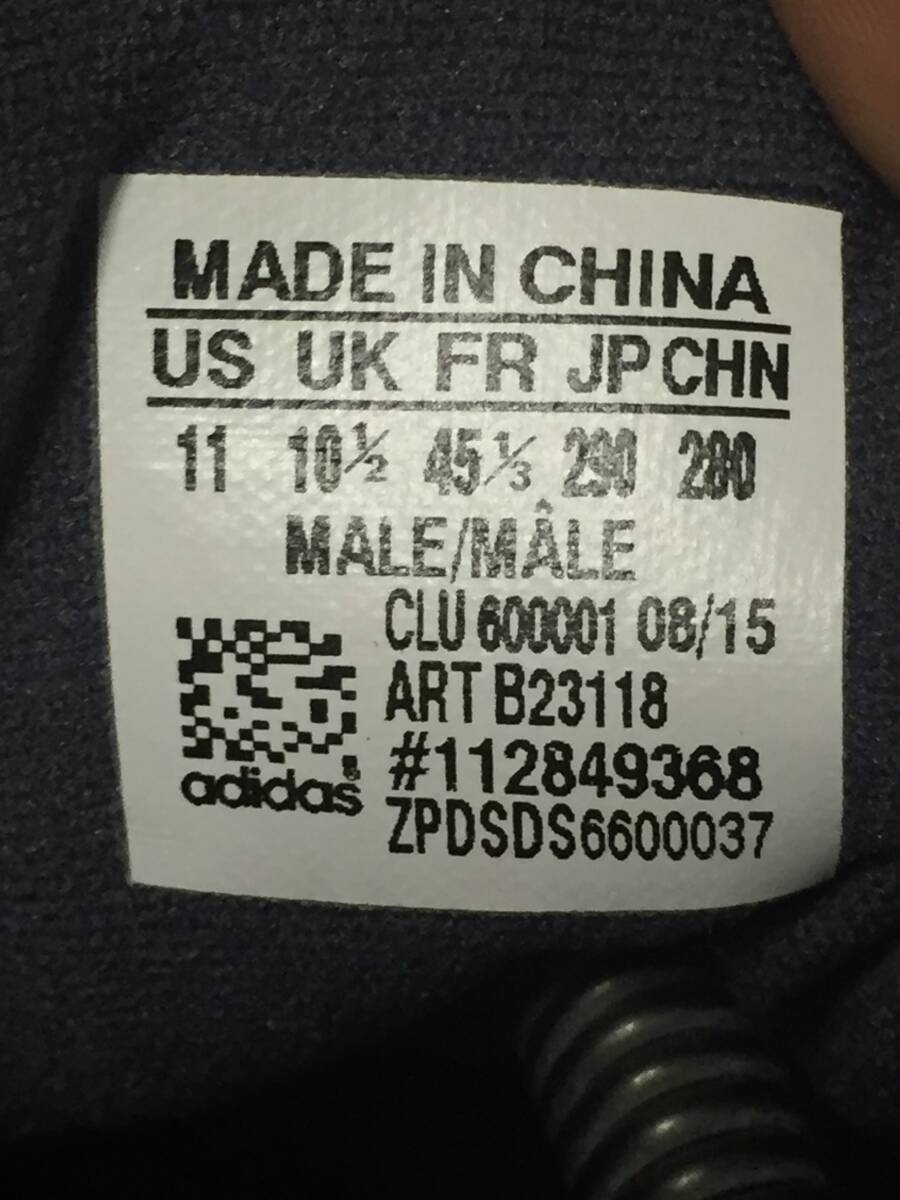 MADE IN CHINA
US UK FR JP CHN
11 10½ 45⅓ 290 280
MALE/MÂLE
CLU 600001 08/15
ART B23118
#112849368
adidas®
ZPDSDS6600037